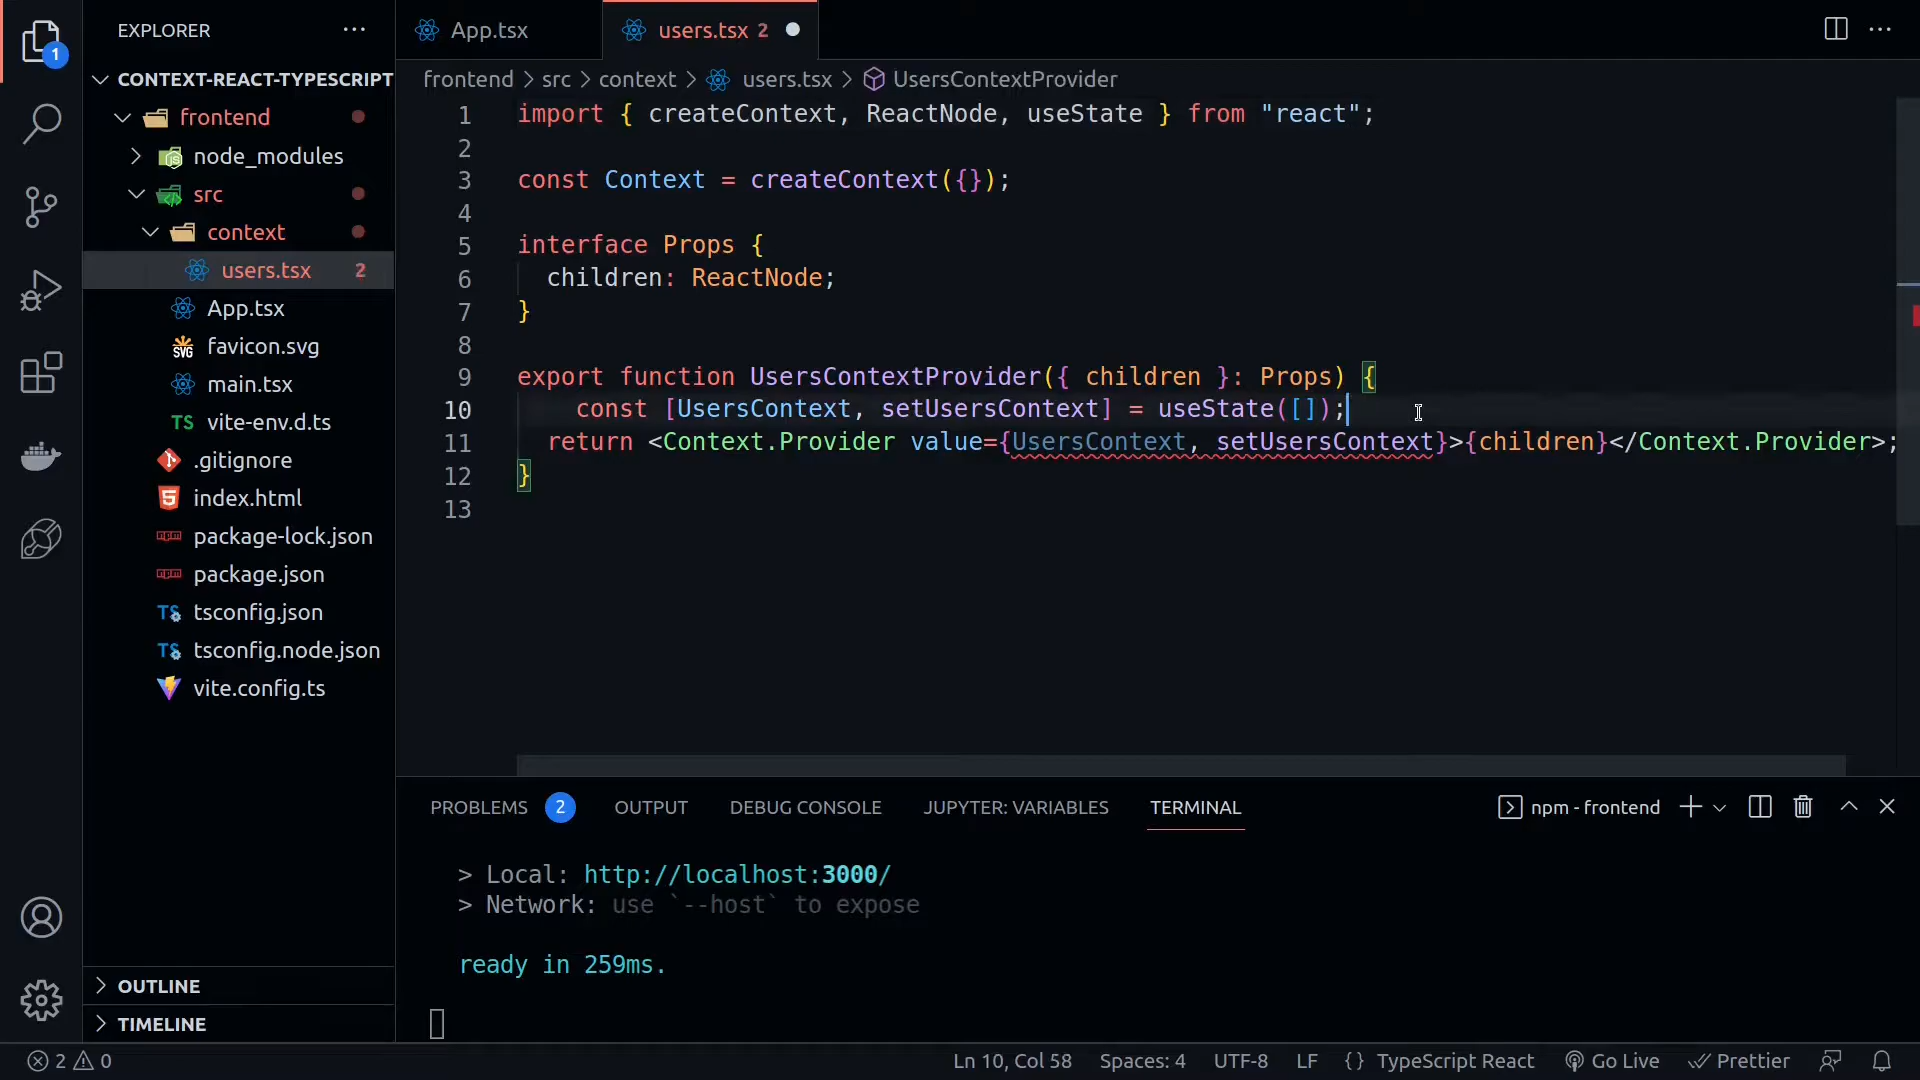 EXPLORER
App.tsx
users.tsx 2
CONTEXT-REACT-TYPESCRIPT
frontend > src > context > users.tsx > UsersContextProvider
1
frontend
node_modules
src
context
users.tsx 2
App.tsx
favicon.svg
main.tsx
vite-env.d.ts
.gitignore
index.html
package-lock.json
package.json
tsconfig.json
tsconfig.node.json
vite.config.ts
OUTLINE
TIMELINE
1 import { createContext, ReactNode, useState } from "react";
2
3 const Context = createContext({});
4
5 interface Props {
6 children: ReactNode;
7 }
8
9 export function UsersContextProvider({ children }: Props) {
10 const [UsersContext, setUsersContext] = useState([]);
11 return <Context.Provider value={UsersContext, setUsersContext}>{children}</Context.Provider>;
12 }
13
PROBLEMS 2 OUTPUT DEBUG CONSOLE JUPYTER: VARIABLES TERMINAL npm - frontend
> Local: http://localhost:3000/
> Network: use `--host` to expose
ready in 259ms.
2 0 Ln 10, Col 58 Spaces: 4 UTF-8 LF {} TypeScript React Go Live Prettier